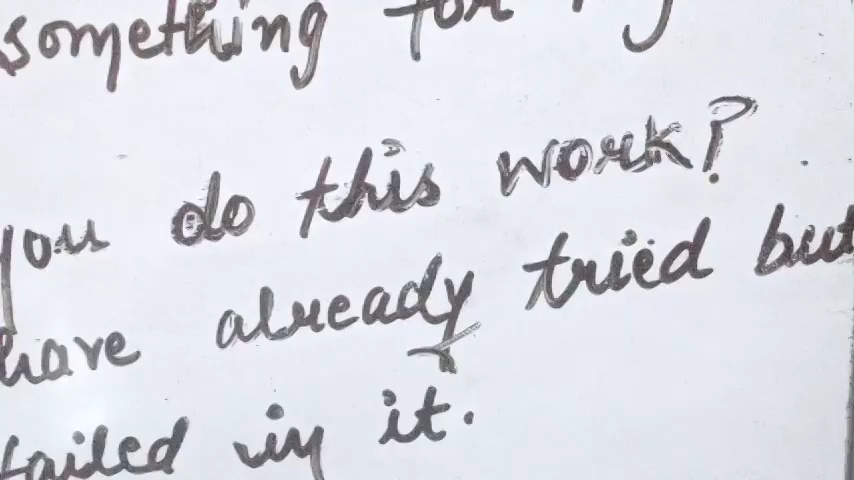 something for
you do this work?
have already tried but
failed in it.